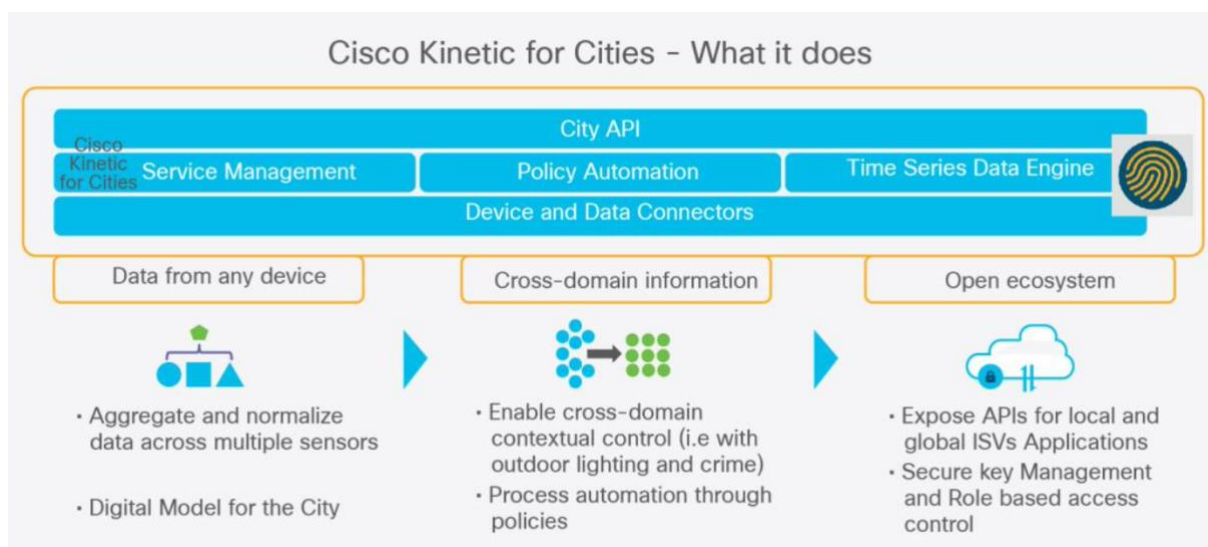 Cisco Kinetic for Cities - What it does
City API
Cisco
Kinetic
for Cities
Service Management
Policy Automation
Time Series Data Engine
Device and Data Connectors
Data from any device
Cross-domain information
Open ecosystem
• Aggregate and normalize
data across multiple sensors
• Digital Model for the City
• Enable cross-domain
contextual control (i.e with
outdoor lighting and crime)
• Process automation through
policies
• Expose APIs for local and
global ISVs Applications
• Secure key Management
and Role based access
control